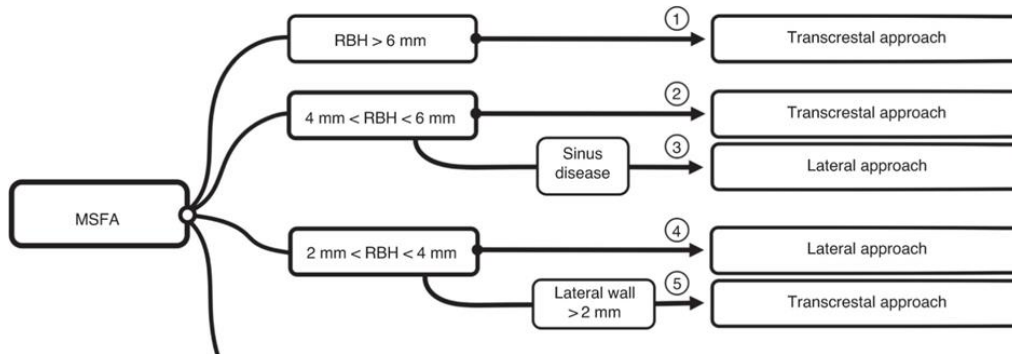 RBH > 6 mm
①
Transcrestal approach
4 mm < RBH < 6 mm
②
Transcrestal approach
Sinus
disease
③
Lateral approach
MSFA
2 mm < RBH < 4 mm
④
Lateral approach
Lateral wall
>2 mm
⑤
Transcrestal approach